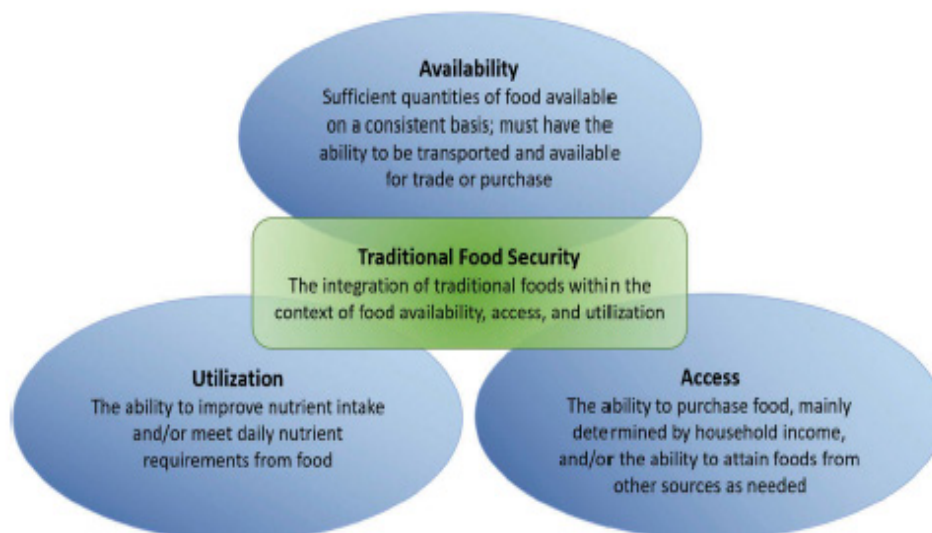 Availability
Sufficient quantities of food available
on a consistent basis; must have the
ability to be transported and available
for trade or purchase
Traditional Food Security
The integration of traditional foods within the
context of food availability, access, and utilization
Utilization
The ability to improve nutrient intake
and/or meet daily nutrient
requirements from food
Access
The ability to purchase food, mainly
determined by household income,
and/or the ability to attain foods from
other sources as needed